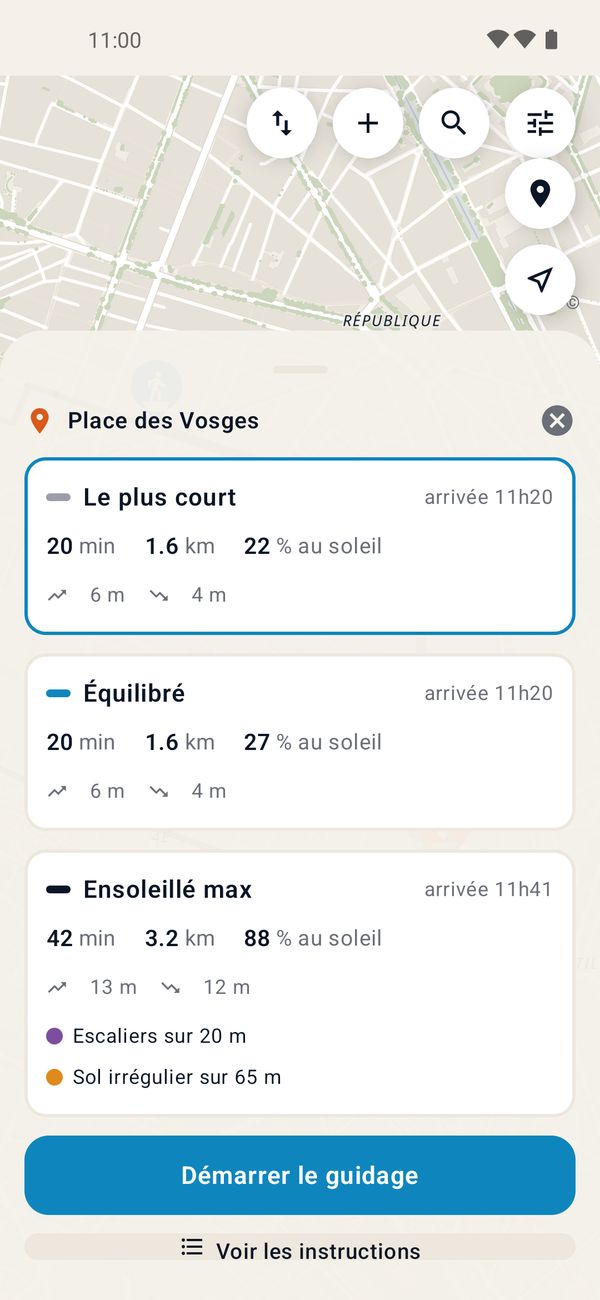 11:00
©
RÉPUBLIQUE
Place des Vosges
Le plus court arrivée 11h20
20 min 1.6 km 22 % au soleil
6 m 4 m
Équilibré arrivée 11h20
20 min 1.6 km 27 % au soleil
6 m 4 m
Ensoleillé max arrivée 11h41
42 min 3.2 km 88 % au soleil
13 m 12 m
Escaliers sur 20 m
Sol irrégulier sur 65 m
Démarrer le guidage
Voir les instructions